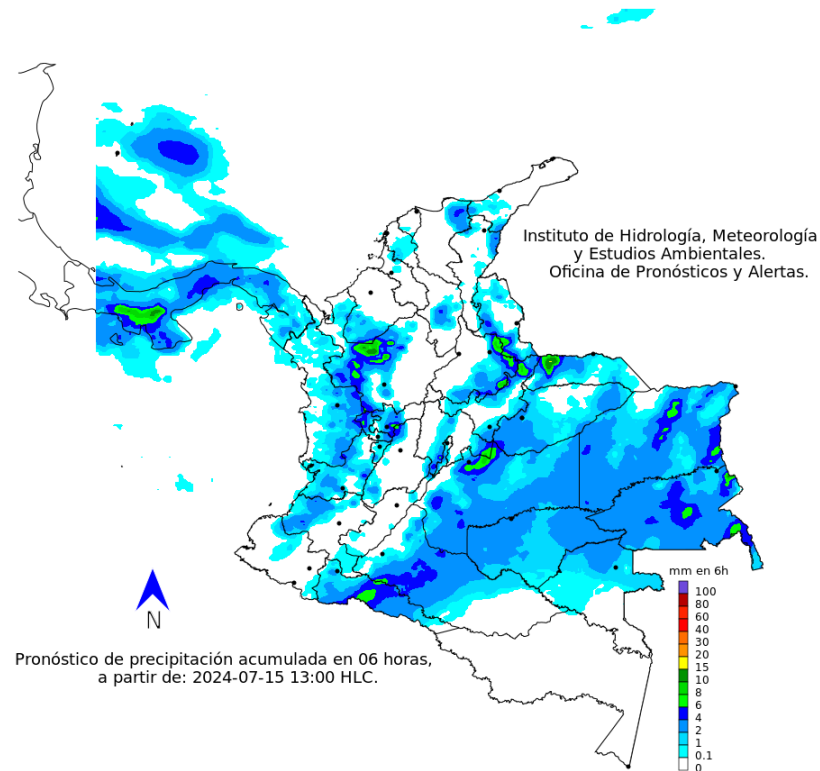 Instituto de Hidrología, Meteorología
y Estudios Ambientales.
Oficina de Pronósticos y Alertas.
N
Pronóstico de precipitación acumulada en 06 horas,
a partir de: 2024-07-15 13:00 HLC.
mm en 6h
100
80
60
40
30
20
15
10
8
6
4
2
1
0.1
0